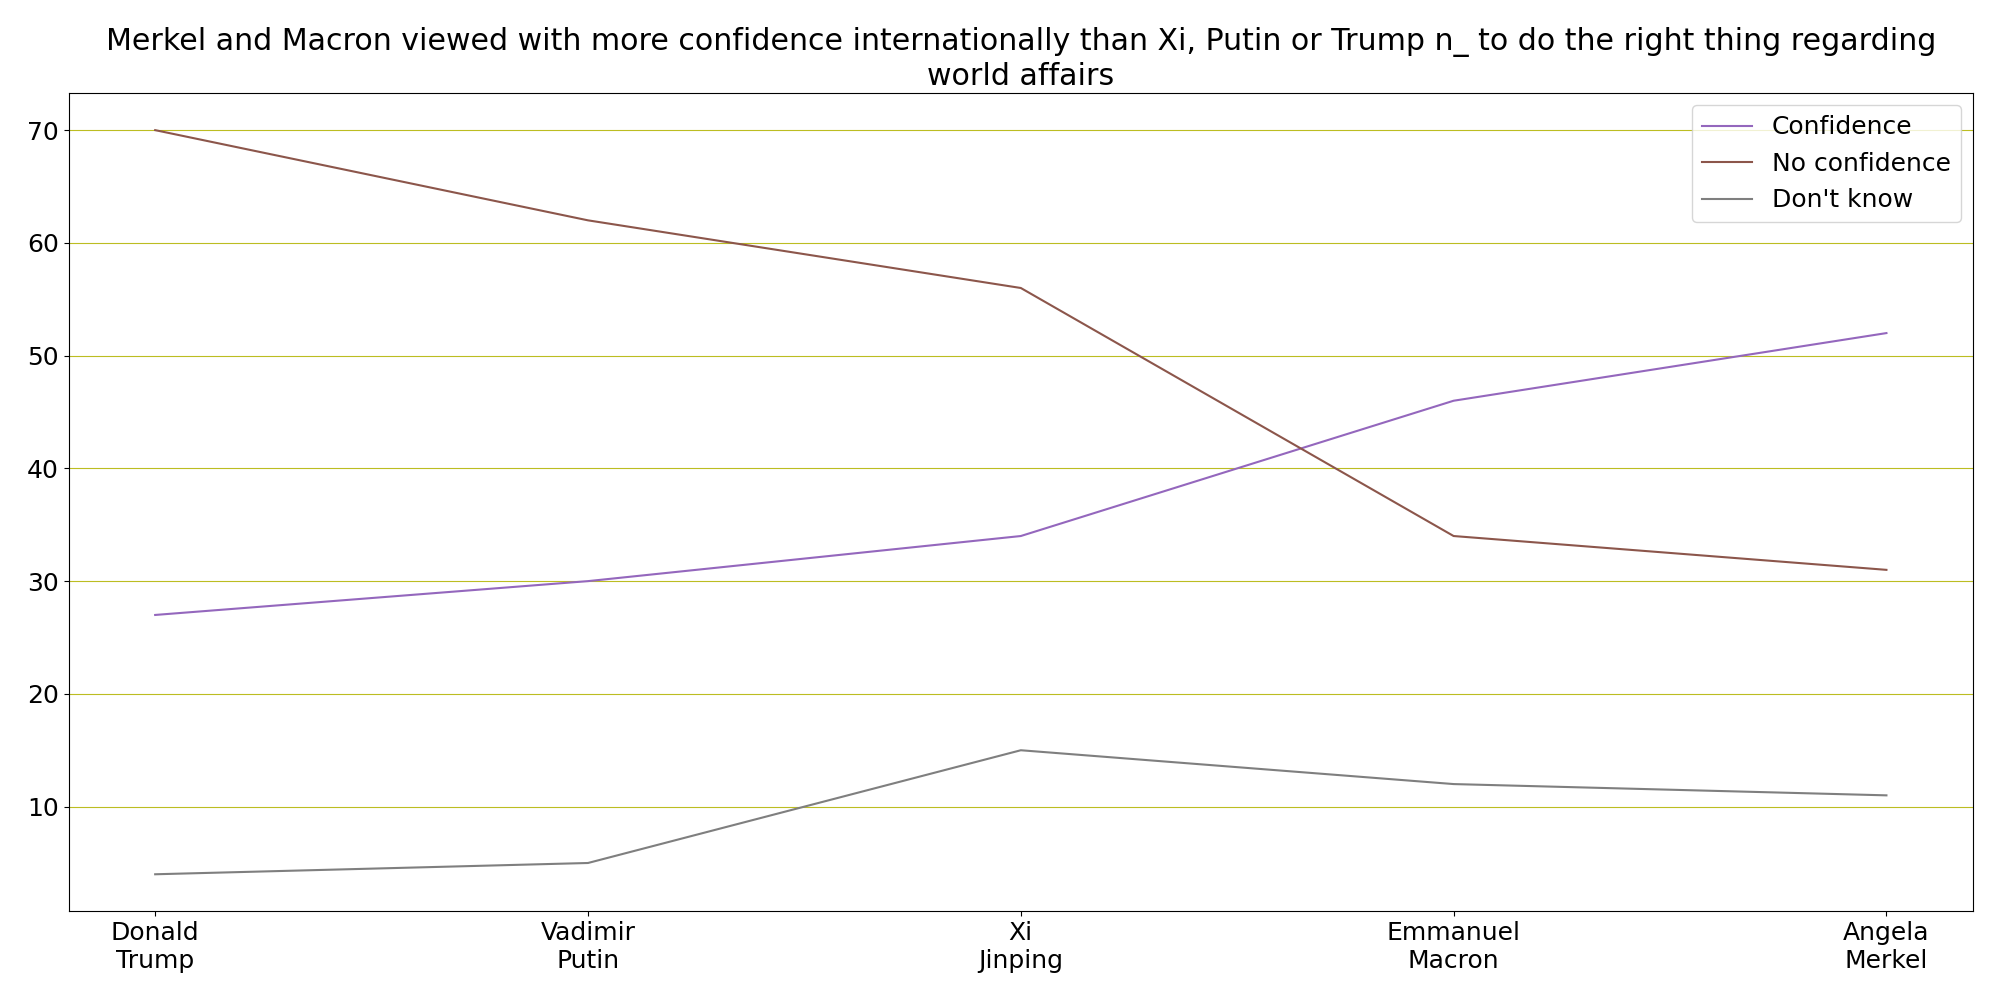 Merkel and Macron viewed with more confidence internationally than Xi, Putin or Trump n_ to do the right thing regarding
world affairs
Confidence
No confidence
Don't know
70
60
50
40
30
20
10
Donald
Trump
Vadimir
Putin
Xi
Jinping
Emmanuel
Macron
Angela
Merkel